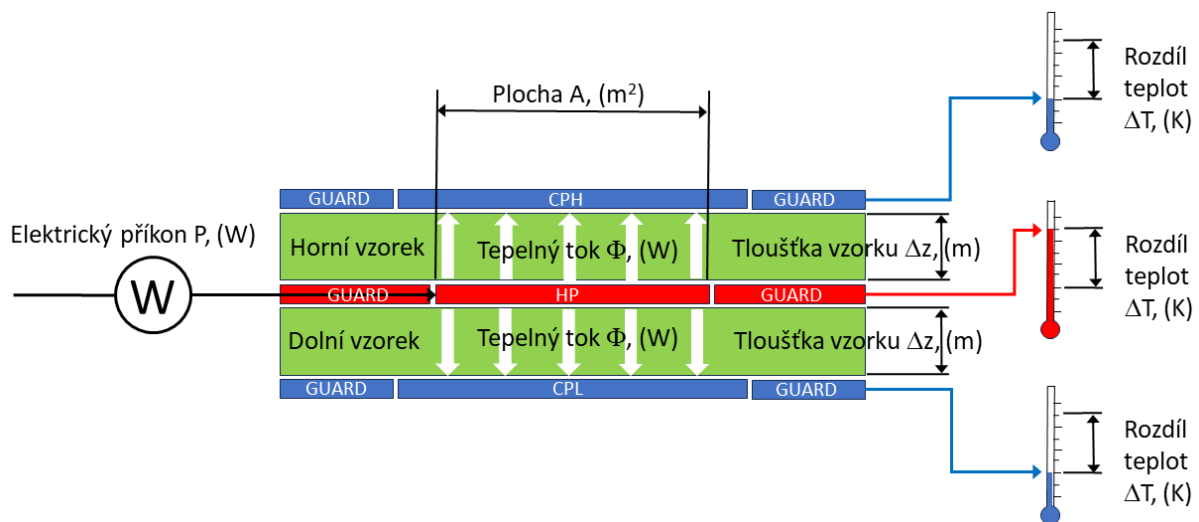 Rozdíl
teplot
ΔT, (K)
Plocha A, (m²)
GUARD CPH GUARD
Elektrický příkon P, (W)
Horní vzorek Tepelný tok Φ, (W) Tloušťka vzorku Δz, (m)
W
GUARD HP GUARD
Rozdíl
teplot
ΔT, (K)
Dolní vzorek Tepelný tok Φ, (W) Tloušťka vzorku Δz, (m)
GUARD CPL GUARD
Rozdíl
teplot
ΔT, (K)